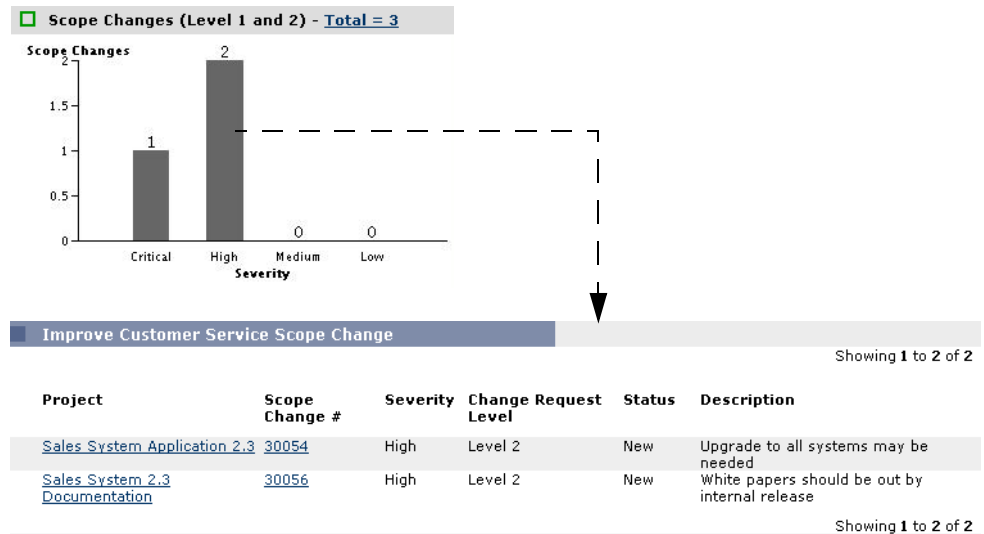 Scope Changes (Level 1 and 2) - Total = 3
Scope Changes
2
2
1.5
1
1
0.5
0
0
0
Critical High Medium Low
Severity
Improve Customer Service Scope Change
Showing 1 to 2 of 2
Project Scope Change # Severity Change Request Level Status Description
Sales System Application 2.3 30054 High Level 2 New Upgrade to all systems may be
needed
Sales System 2.3 30056 High Level 2 New White papers should be out by
Documentation internal release
Showing 1 to 2 of 2